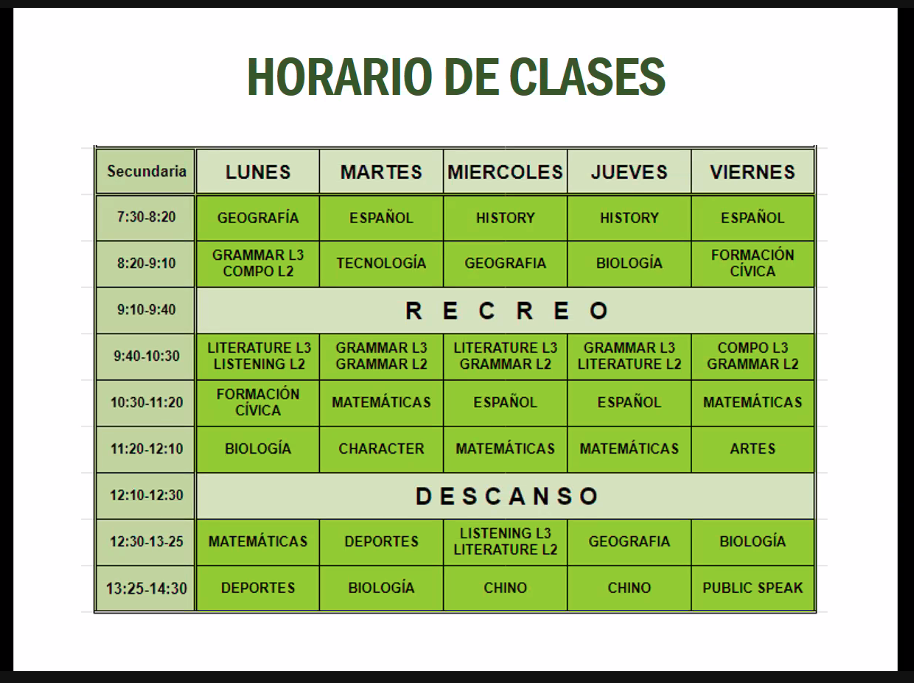 HORARIO DE CLASES
Secundaria LUNES MARTES MIERCOLES JUEVES VIERNES
7:30-8:20 GEOGRAFÍA ESPAÑOL HISTORY HISTORY ESPAÑOL
8:20-9:10 GRAMMAR L3 COMPO L2 TECNOLOGÍA GEOGRAFIA BIOLOGÍA FORMACIÓN CÍVICA
9:10-9:40 R E C R E O
9:40-10:30 LITERATURE L3 LISTENING L2 GRAMMAR L3 GRAMMAR L2 LITERATURE L3 GRAMMAR L2 GRAMMAR L3 LITERATURE L2 COMPO L3 GRAMMAR L2
10:30-11:20 FORMACIÓN CÍVICA MATEMÁTICAS ESPAÑOL ESPAÑOL MATEMÁTICAS
11:20-12:10 BIOLOGÍA CHARACTER MATEMÁTICAS MATEMÁTICAS ARTES
12:10-12:30 D E S C A N S O
12:30-13-25 MATEMÁTICAS DEPORTES LISTENING L3 LITERATURE L2 GEOGRAFIA BIOLOGÍA
13:25-14:30 DEPORTES BIOLOGÍA CHINO CHINO PUBLIC SPEAK